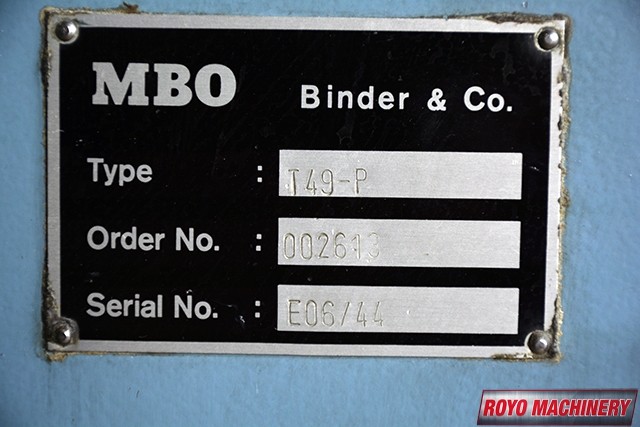 MBO Binder & Co.
Type : T49-P
Order No. : 002613
Serial No. : E06/44
ROYO MACHINERY